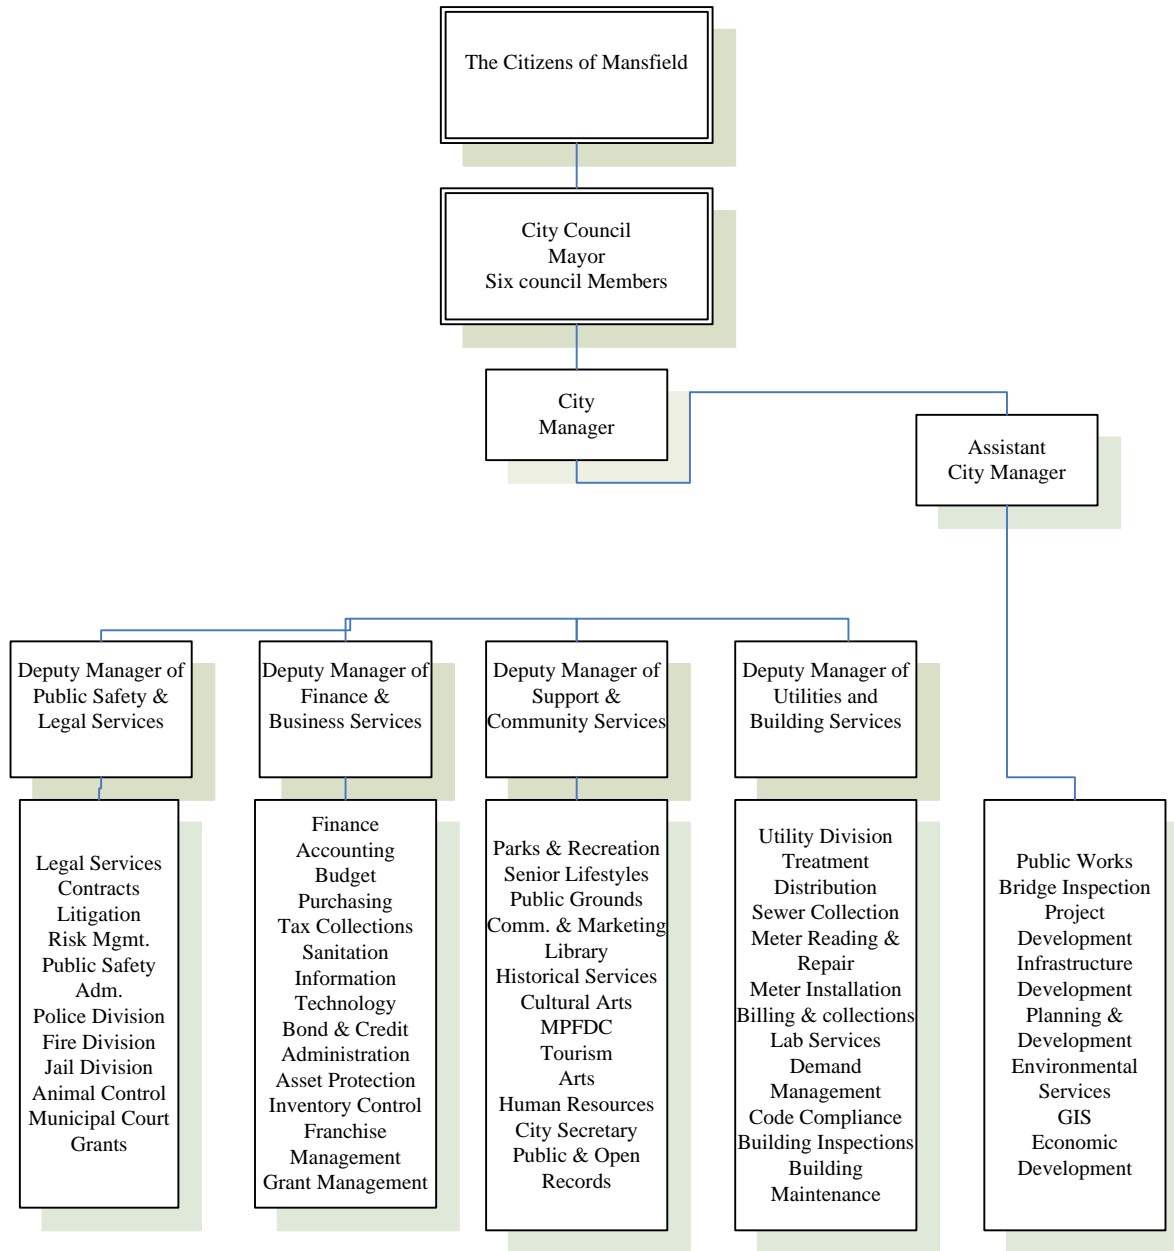 The Citizens of Mansfield
City Council
Mayor
Six council Members
City
Manager
Assistant
City Manager
Deputy Manager of
Public Safety &
Legal Services
Deputy Manager of
Finance &
Business Services
Deputy Manager of
Support &
Community Services
Deputy Manager of
Utilities and
Building Services
Legal Services
Contracts
Litigation
Risk Mgmt.
Public Safety
Adm.
Police Division
Fire Division
Jail Division
Animal Control
Municipal Court
Grants
Finance
Accounting
Budget
Purchasing
Tax Collections
Sanitation
Information
Technology
Bond & Credit
Administration
Asset Protection
Inventory Control
Franchise
Management
Grant Management
Parks & Recreation
Senior Lifestyles
Public Grounds
Comm. & Marketing
Library
Historical Services
Cultural Arts
MPFDC
Tourism
Arts
Human Resources
City Secretary
Public & Open
Records
Utility Division
Treatment
Distribution
Sewer Collection
Meter Reading &
Repair
Meter Installation
Billing & collections
Lab Services
Demand
Management
Code Compliance
Building Inspections
Building
Maintenance
Public Works
Bridge Inspection
Project
Development
Infrastructure
Development
Planning &
Development
Environmental
Services
GIS
Economic
Development